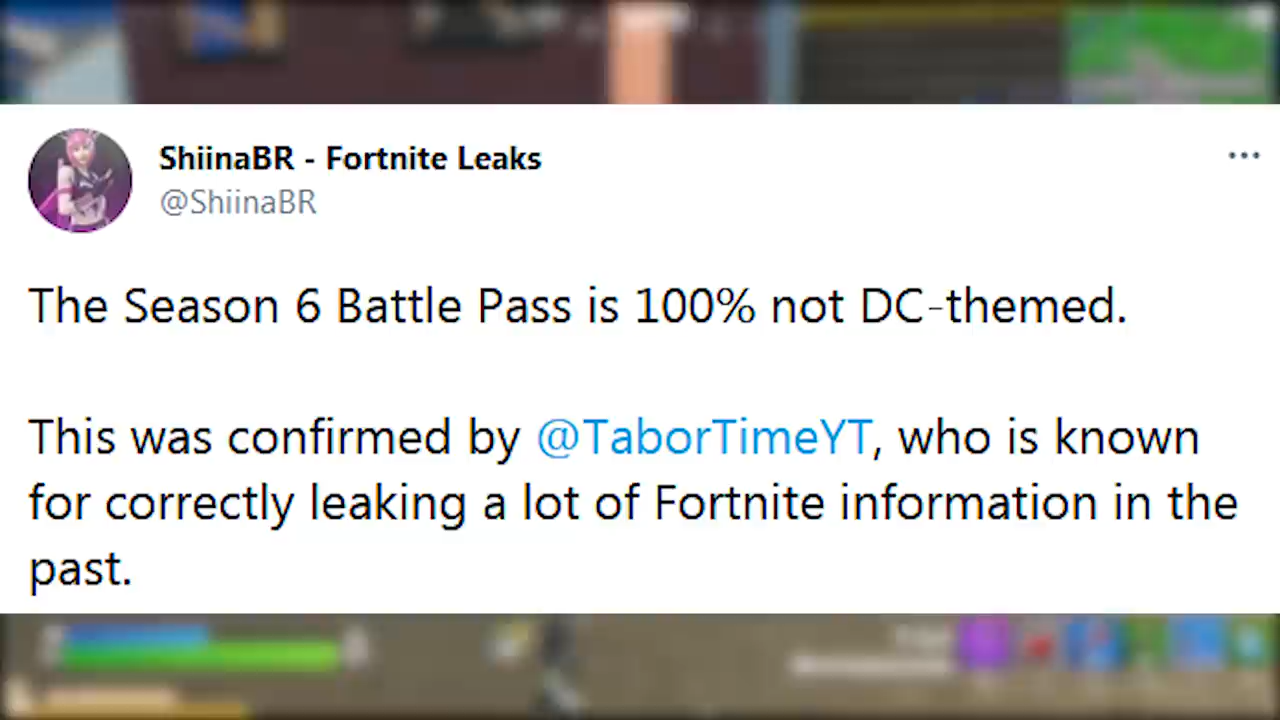 ShiinaBR - Fortnite Leaks
@ShiinaBR
The Season 6 Battle Pass is 100% not DC-themed.
This was confirmed by @TaborTimeYT, who is known
for correctly leaking a lot of Fortnite information in the
past.